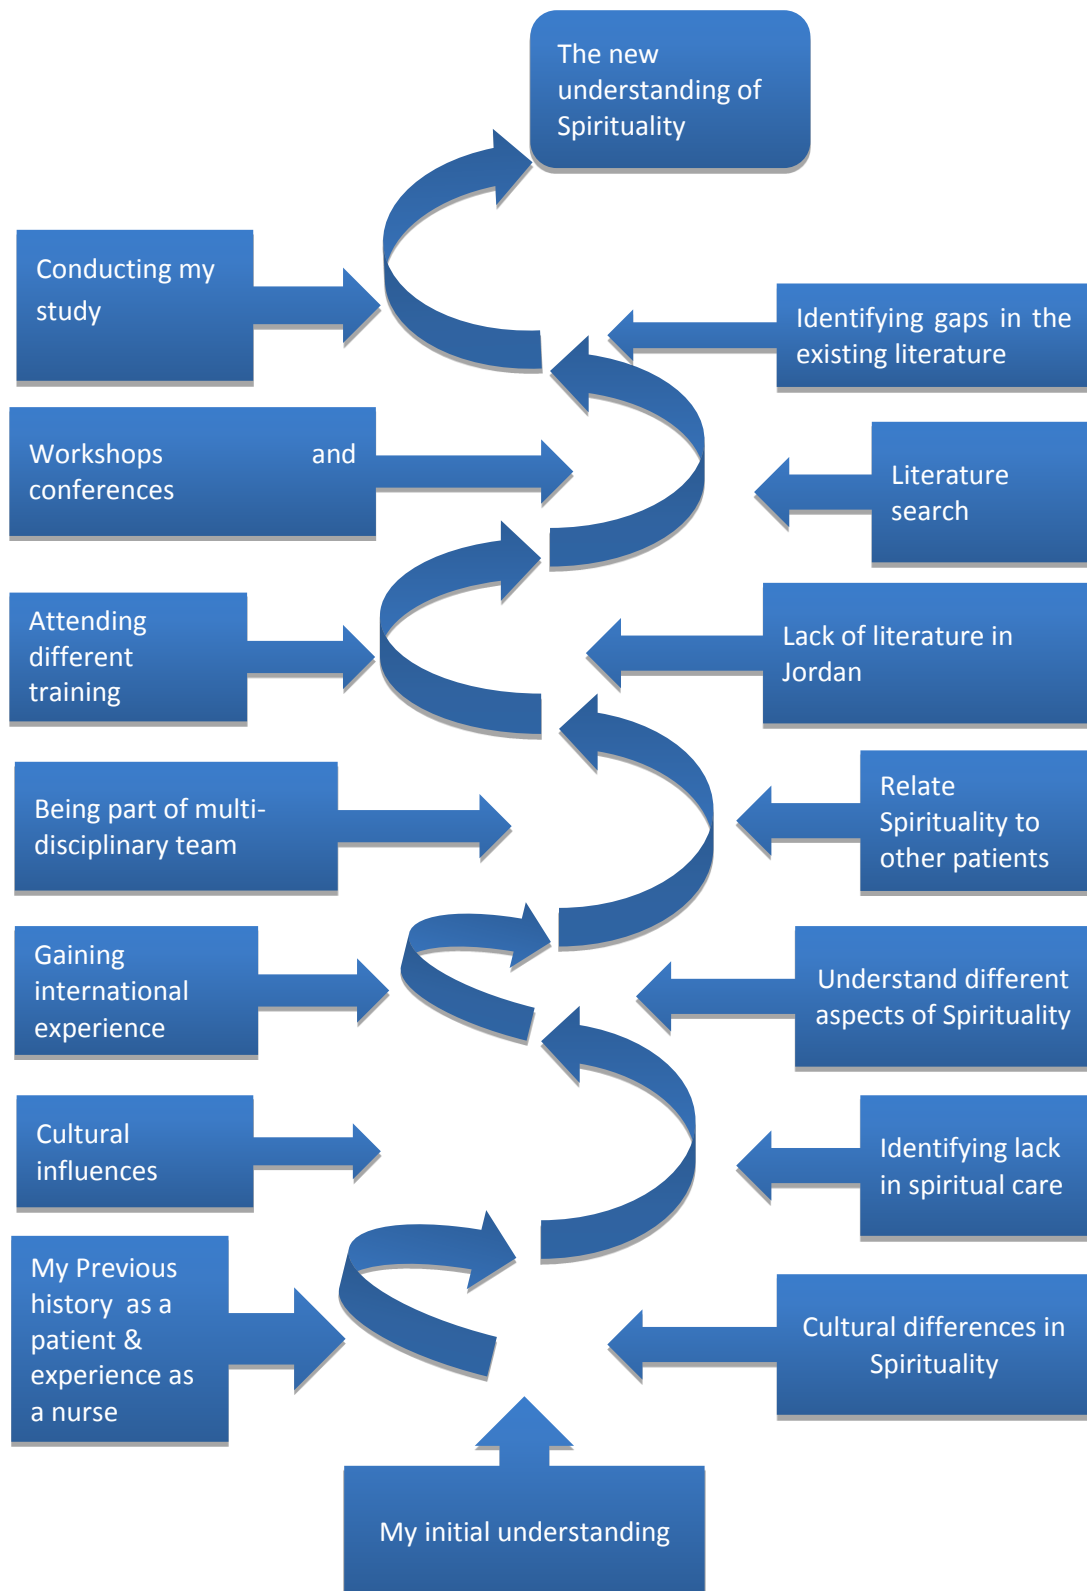 The new
understanding of
Spirituality
Conducting my
study
Identifying gaps in the
existing literature
Workshops and
conferences
Literature
search
Attending
different
training
Lack of literature in
Jordan
Being part of multi-
disciplinary team
Relate
Spirituality to
other patients
Gaining
international
experience
Understand different
aspects of Spirituality
Cultural
influences
Identifying lack
in spiritual care
My Previous
history as a
patient &
experience as
a nurse
Cultural differences in
Spirituality
My initial understanding